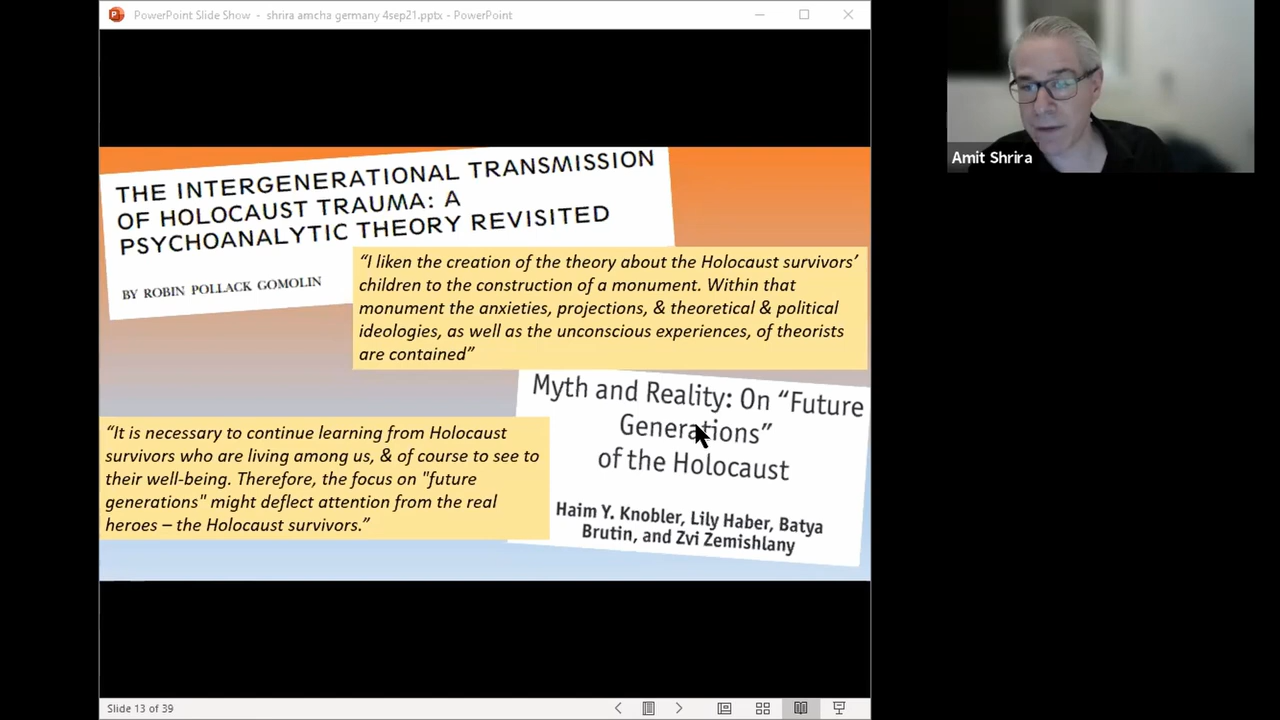 PowerPoint Slide Show - shrira amcha germany 4sep21.pptx - PowerPoint
Amit Shrira
THE INTERGENERATIONAL TRANSMISSION
OF HOLOCAUST TRAUMA: A
PSYCHOANALYTIC THEORY REVISITED
BY ROBIN POLLACK GOMOLIN
“I liken the creation of the theory about the Holocaust survivors’
children to the construction of a monument. Within that
monument the anxieties, projections, & theoretical & political
ideologies, as well as the unconscious experiences, of theorists
are contained”
Myth and Reality: On “Future
Generations”
of the Holocaust
Haim Y. Knobler, Lily Haber, Batya
Brutin, and Zvi Zemishlany
“It is necessary to continue learning from Holocaust
survivors who are living among us, & of course to see to
their well-being. Therefore, the focus on "future
generations" might deflect attention from the real
heroes – the Holocaust survivors.”
Slide 13 of 39